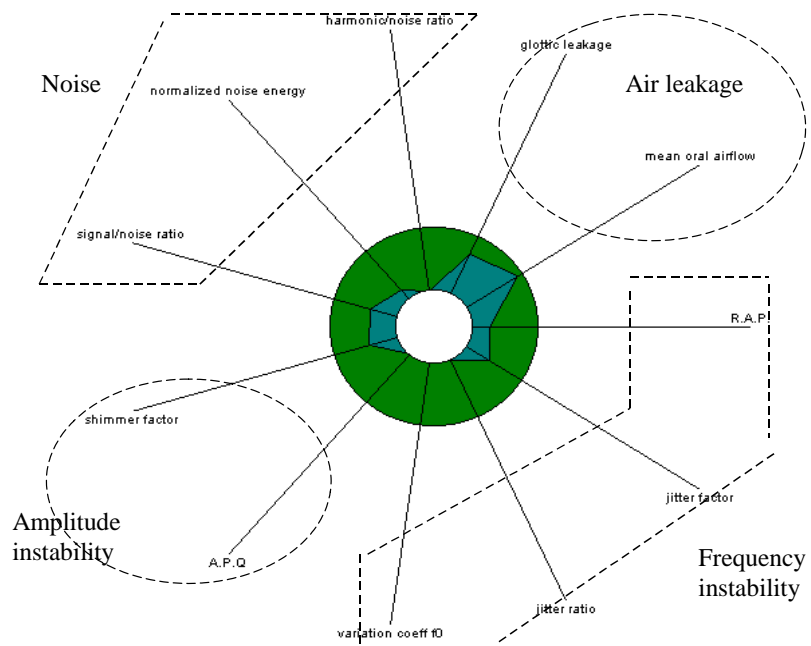 harmonic/noise ratio
glottic leakage
Noise
Air leakage
normalized noise energy
mean oral airflow
signal/noise ratio
R.A.P
shimmer factor
jitter factor
Amplitude
instability
A.P.Q
Frequency
instability
jitter ratio
variation coeff f0